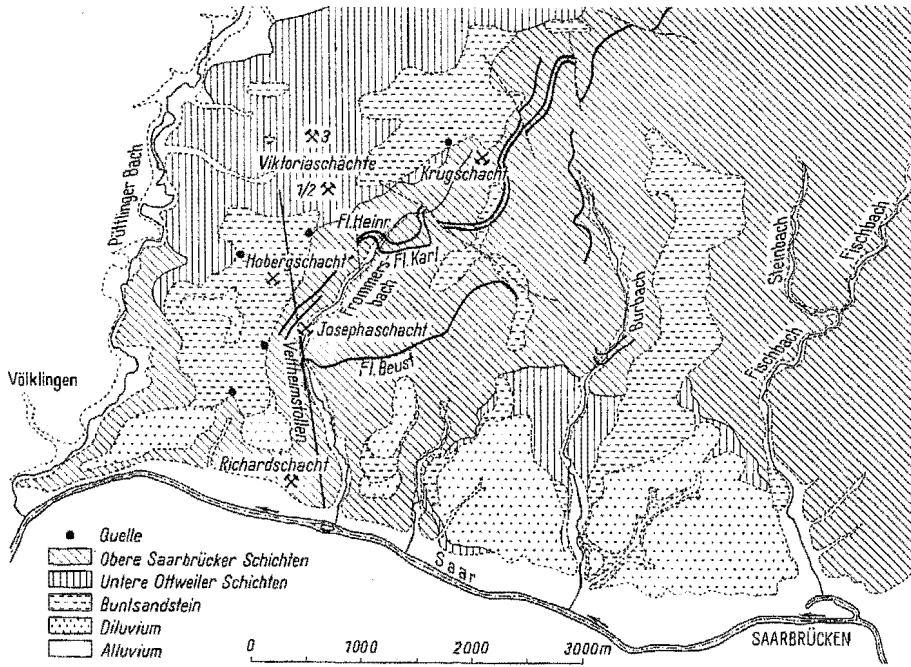 3
Viktoriaschächte
1/2
Krugschacht
Püttlinger Bach
Fl. Heinr.
Fl. Karl
Hobergschacht
Frommersbach
Steinbach
Fischbach
Josephaschacht
Burbach
Fischbach
Fl. Beust
Völklingen
Veltheimstollen
Richardschacht
Saar
Quelle
Obere Saarbrücker Schichten
Untere Ottweiler Schichten
Buntsandstein
Diluvium
Alluvium
0 1000 2000 3000m
SAARBRÜCKEN